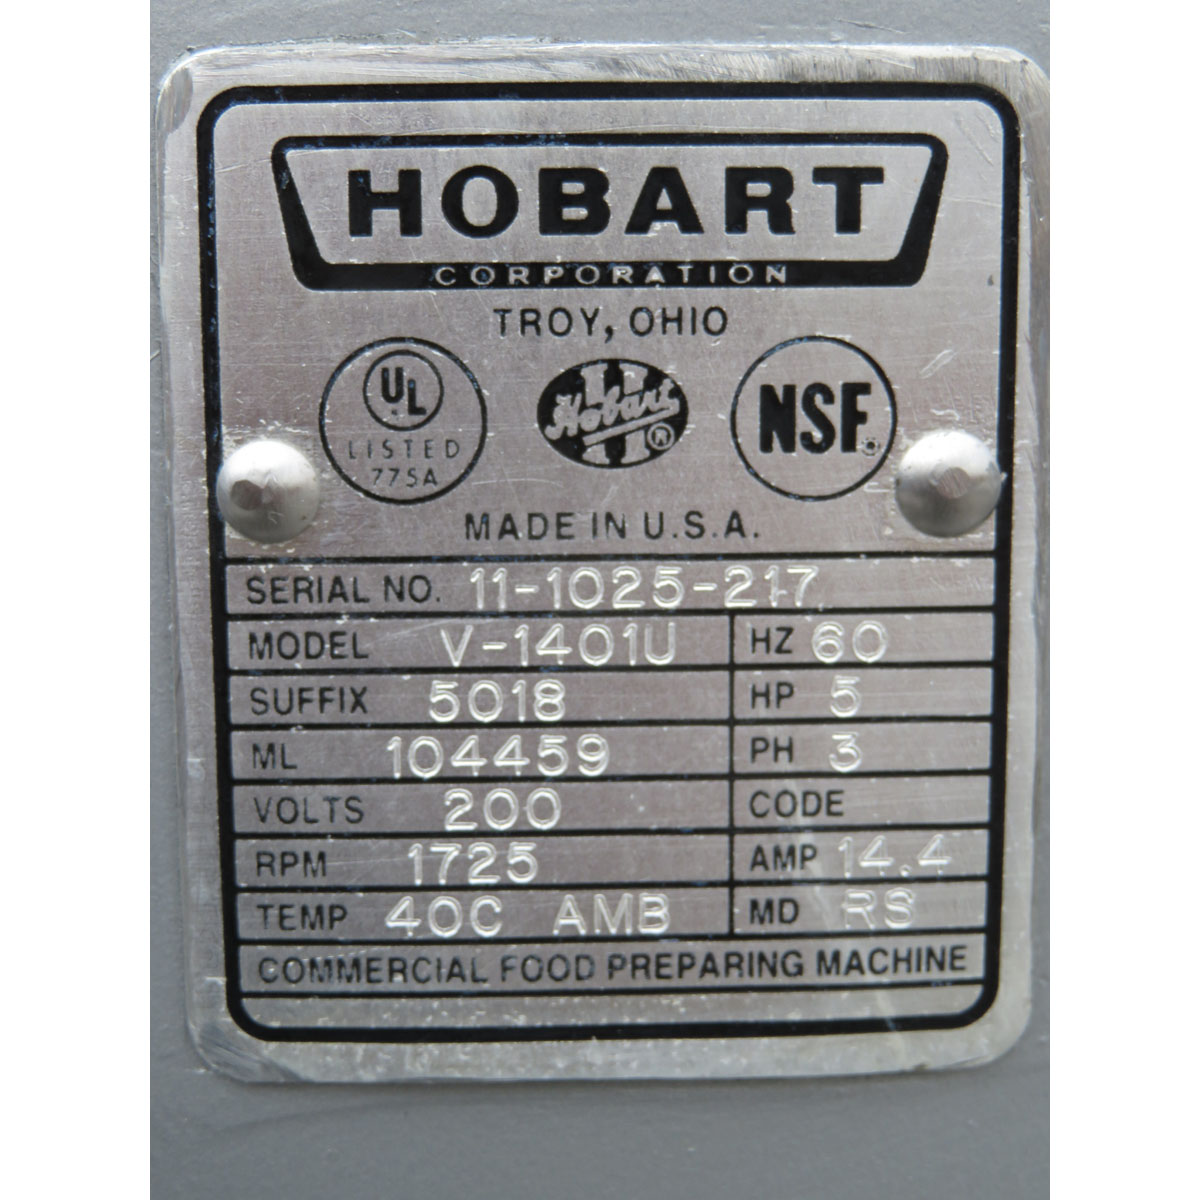 HOBART
CORPORATION
TROY, OHIO
UL
LISTED
775A
Hobart ®
NSF®
MADE IN U.S.A.
SERIAL NO. 11-1025-217
MODEL V-1401U HZ 60
SUFFIX 5018 HP 5
ML 104459 PH 3
VOLTS 200 CODE
RPM 1725 AMP 14.4
TEMP 40C AMB MD RS
COMMERCIAL FOOD PREPARING MACHINE